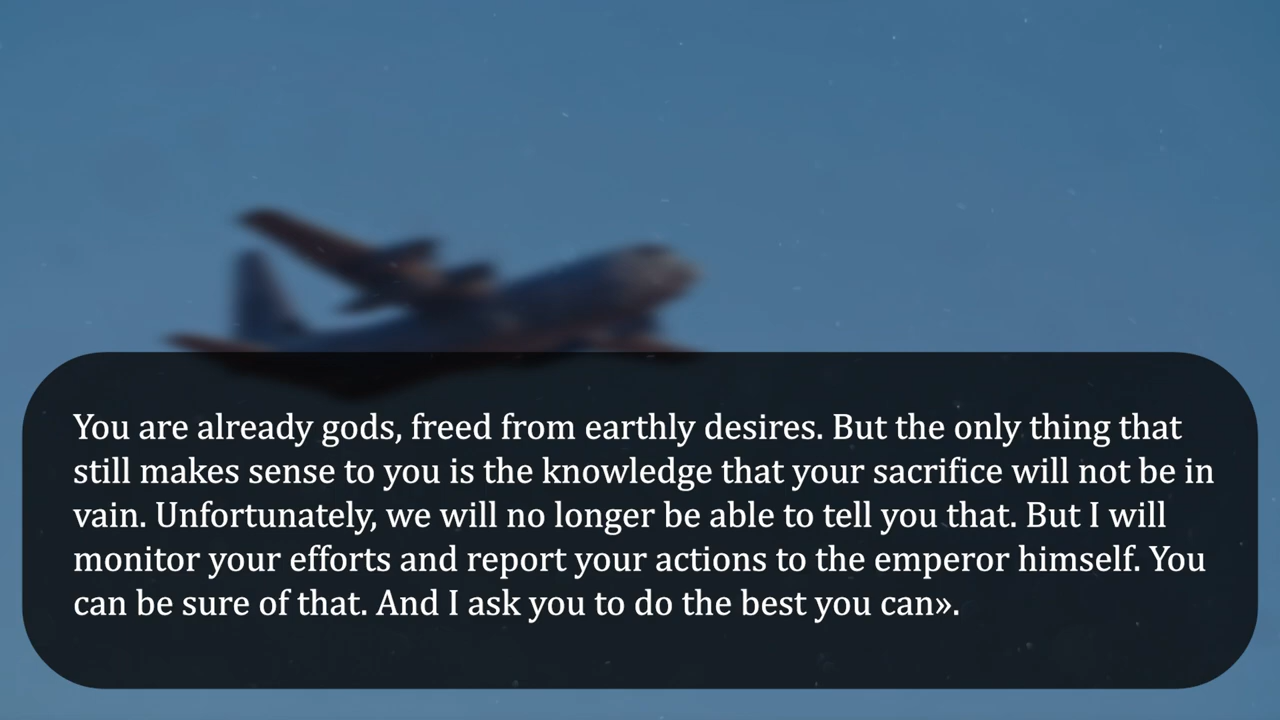 You are already gods, freed from earthly desires. But the only thing that
still makes sense to you is the knowledge that your sacrifice will not be in
vain. Unfortunately, we will no longer be able to tell you that. But I will
monitor your efforts and report your actions to the emperor himself. You
can be sure of that. And I ask you to do the best you can».